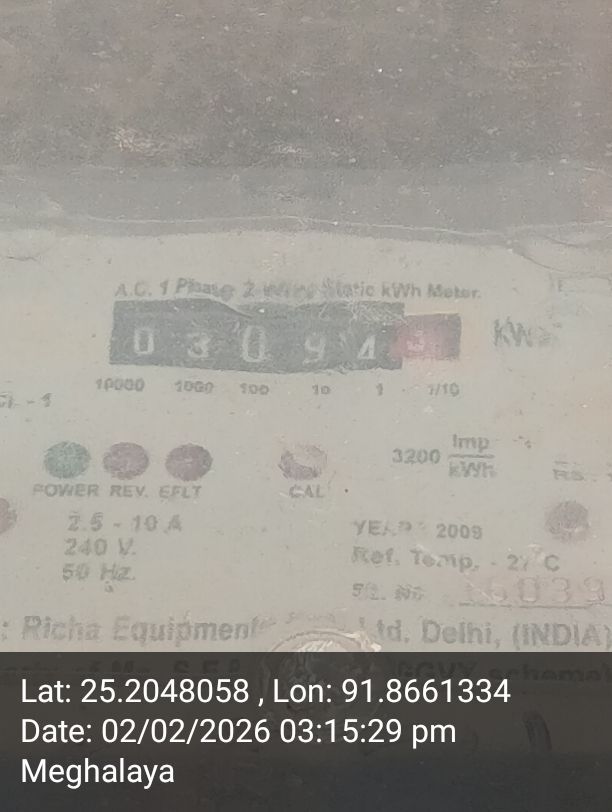 A.C. 1 Phase 2 Wire Static kWh Meter.
0 3 0 9 4
10000 1000 100 10 1 1/10
- 1
3200 Imp/kWh
POWER REV. EFLT CAL
2.5 - 10 A
240 V.
50 Hz.
YEAR : 2009
Ref. Temp. - 27 C
: Richa Equipment Ltd. Delhi, (INDIA)
Lat: 25.2048058 , Lon: 91.8661334
Date: 02/02/2026 03:15:29 pm
Meghalaya